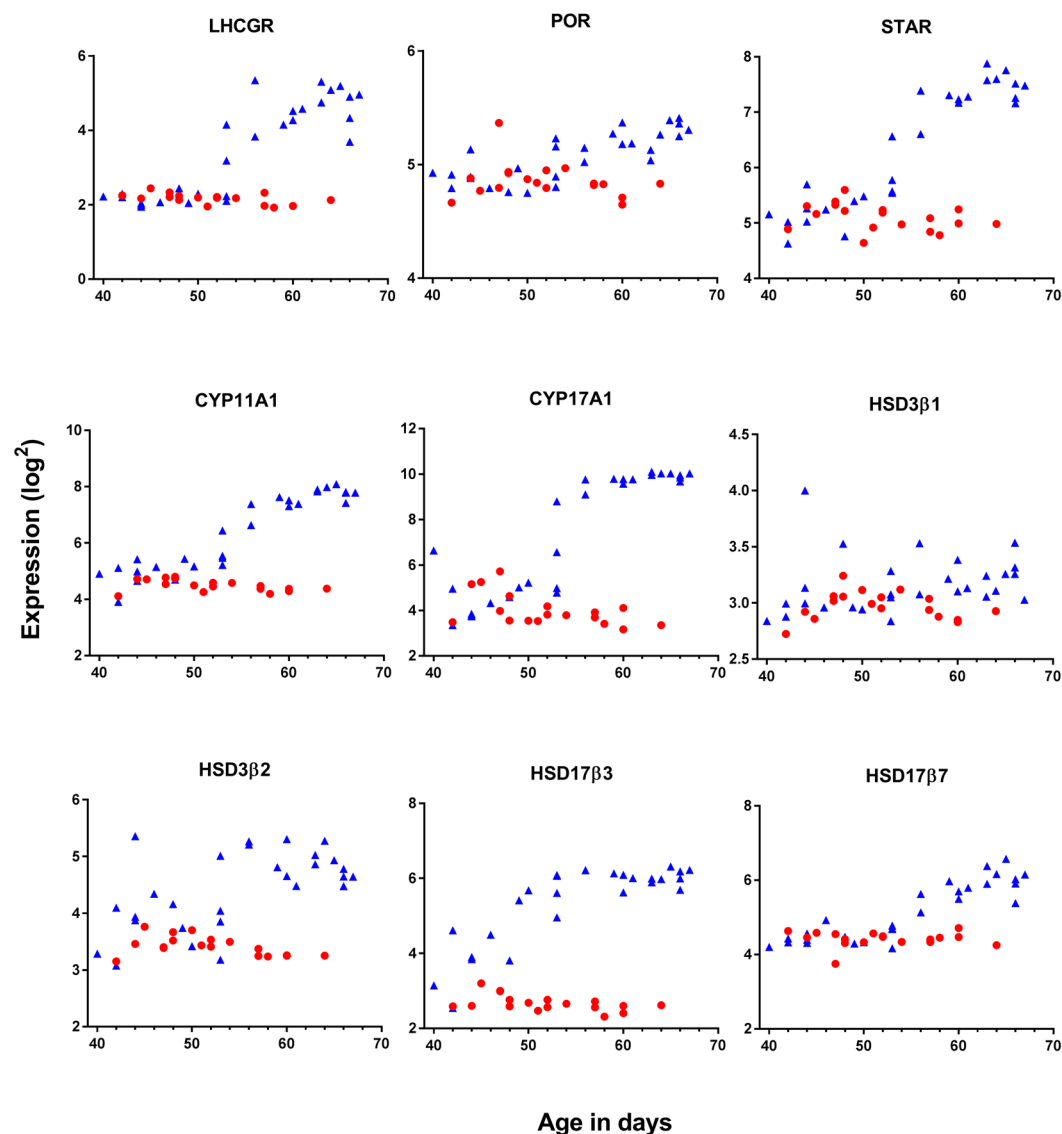 LHCGR POR STAR
6 6 8
4 5 7
2 6
0 4 5
4
40 50 60 70 40 50 60 70 40 50 60 70
CYP11A1 CYP17A1 HSD3β1
10 12 4.5
8 10 4.0
6 8 3.5
4 6 3.0
2 4 2.5
2
40 50 60 70 40 50 60 70 40 50 60 70
Expression (log²)
HSD3β2 HSD17β3 HSD17β7
6 8 8
5 6 6
4 4 4
3 2 2
2
40 50 60 70 40 50 60 70 40 50 60 70
Age in days